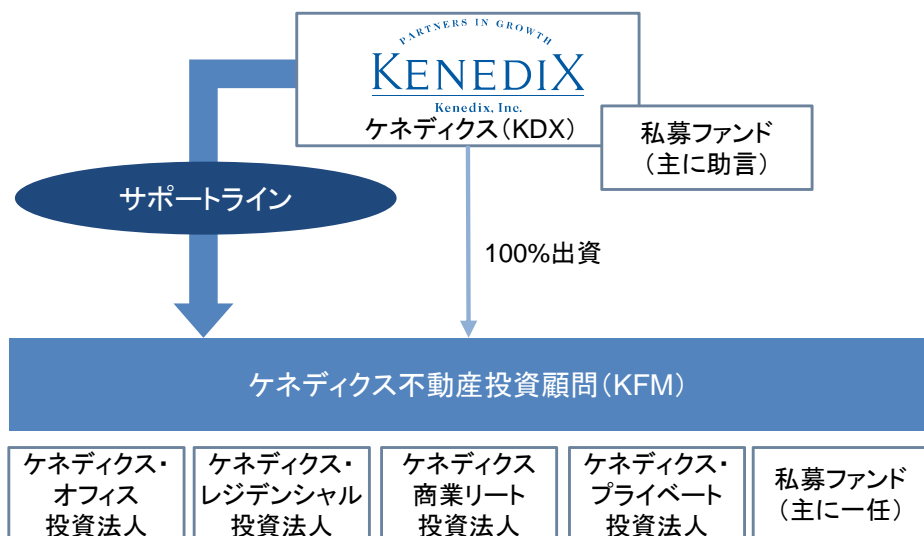 PARTNERS IN GROWTH
KENEDIX
Kenedix, Inc.
ケネディクス(KDX)
私募ファンド
(主に助言)
サポートライン
100%出資
ケネディクス不動産投資顧問(KFM)
ケネディクス・
オフィス
投資法人
ケネディクス・
レジデンシャル
投資法人
ケネディクス
商業リート
投資法人
ケネディクス・
プライベート
投資法人
私募ファンド
(主に一任)